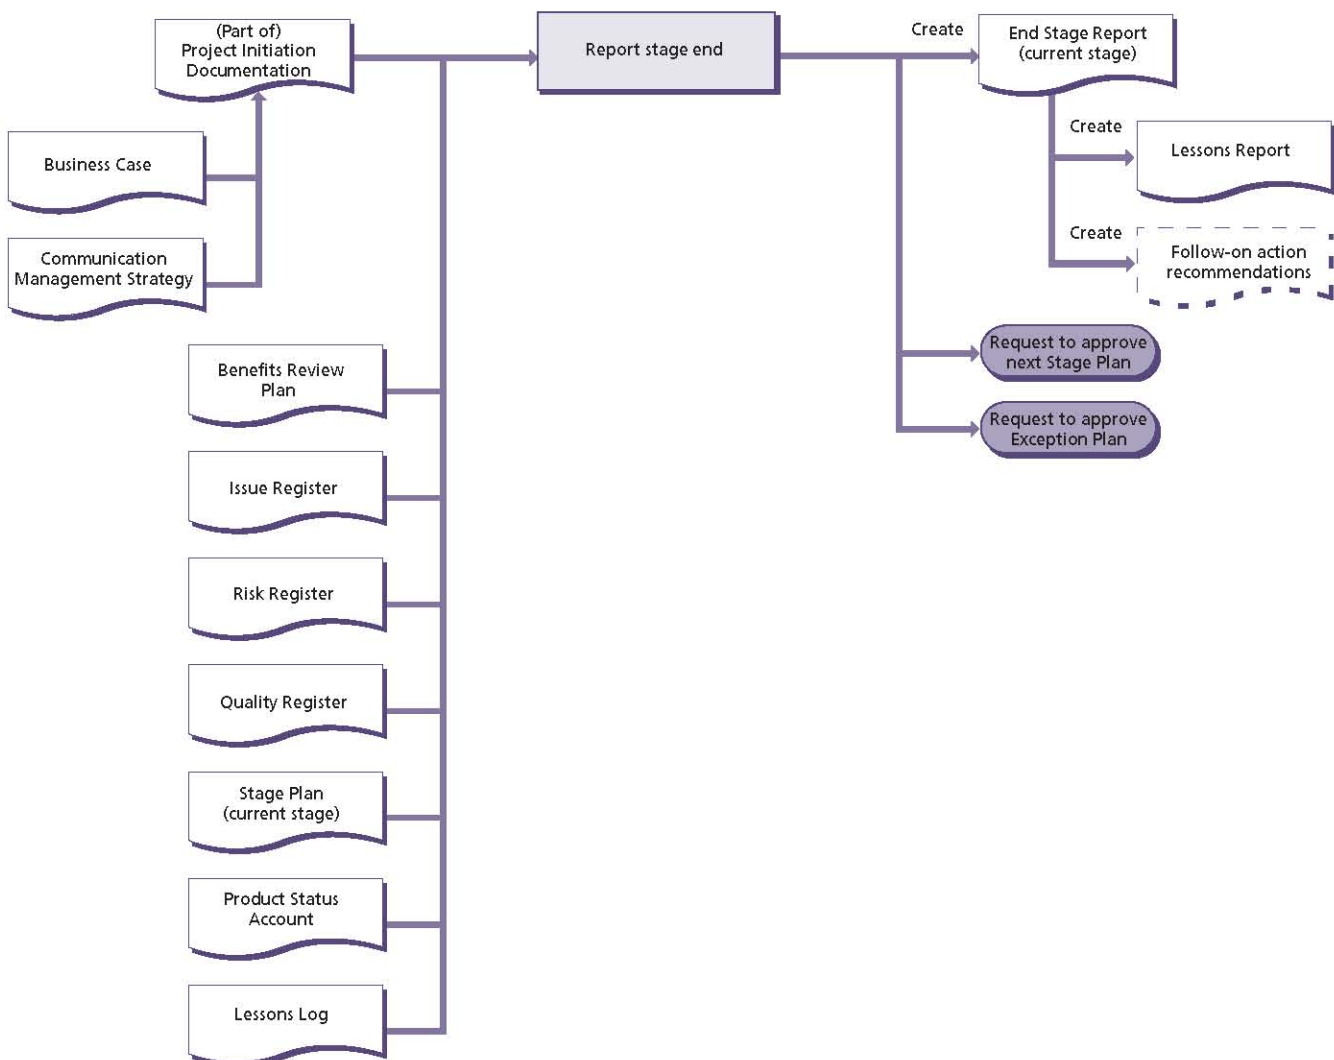 (Part of)
Project Initiation
Documentation
Business Case
Communication
Management Strategy
Benefits Review
Plan
Issue Register
Risk Register
Quality Register
Stage Plan
(current stage)
Product Status
Account
Lessons Log
Report stage end
Create
End Stage Report
(current stage)
Create
Lessons Report
Create
Follow-on action
recommendations
Request to approve
next Stage Plan
Request to approve
Exception Plan